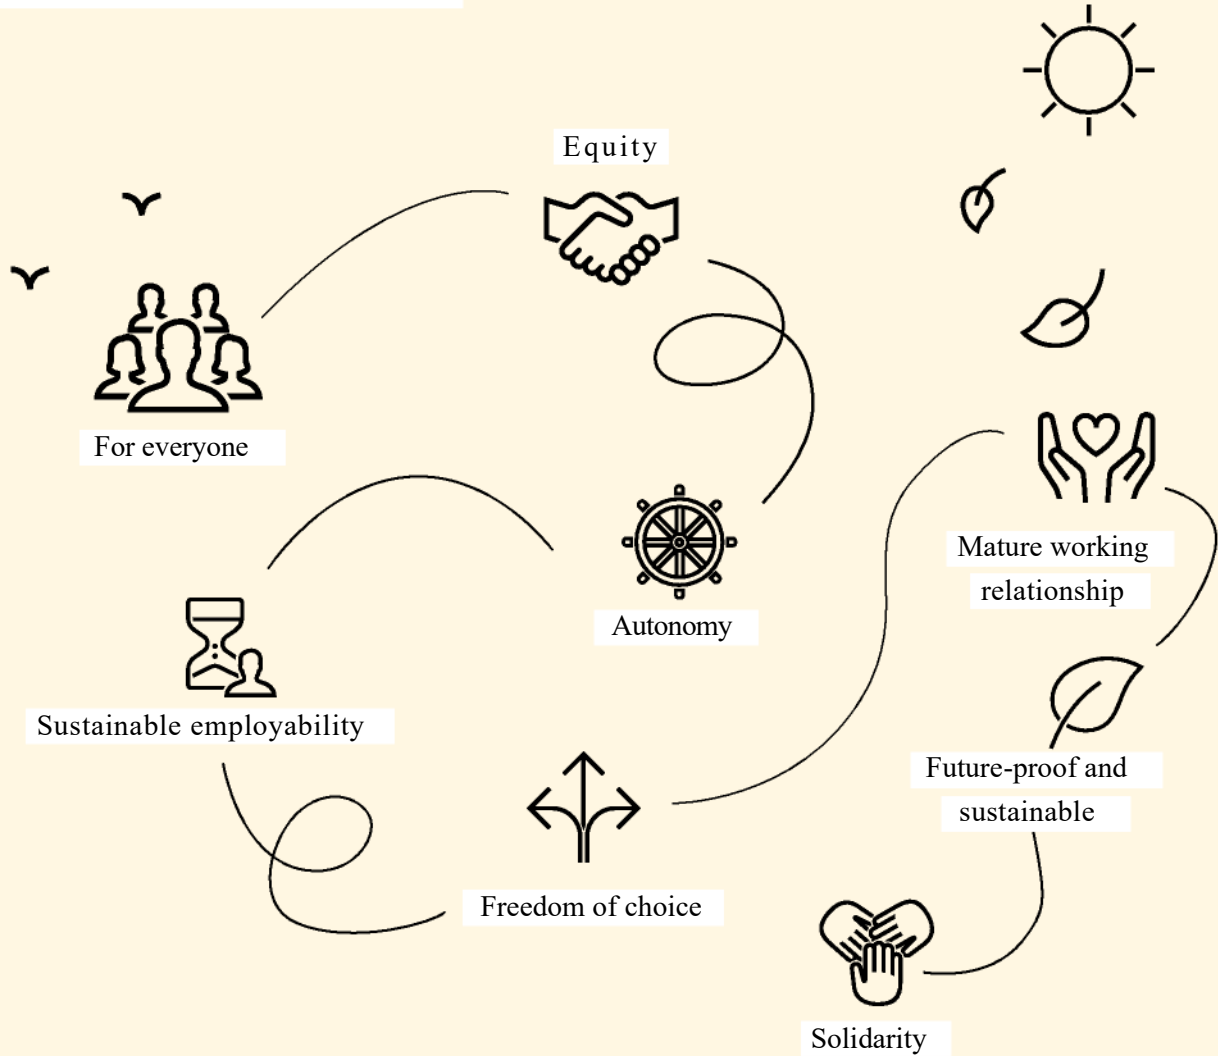 Equity
For everyone
Autonomy
Mature working
relationship
Sustainable employability
Future-proof and
sustainable
Freedom of choice
Solidarity